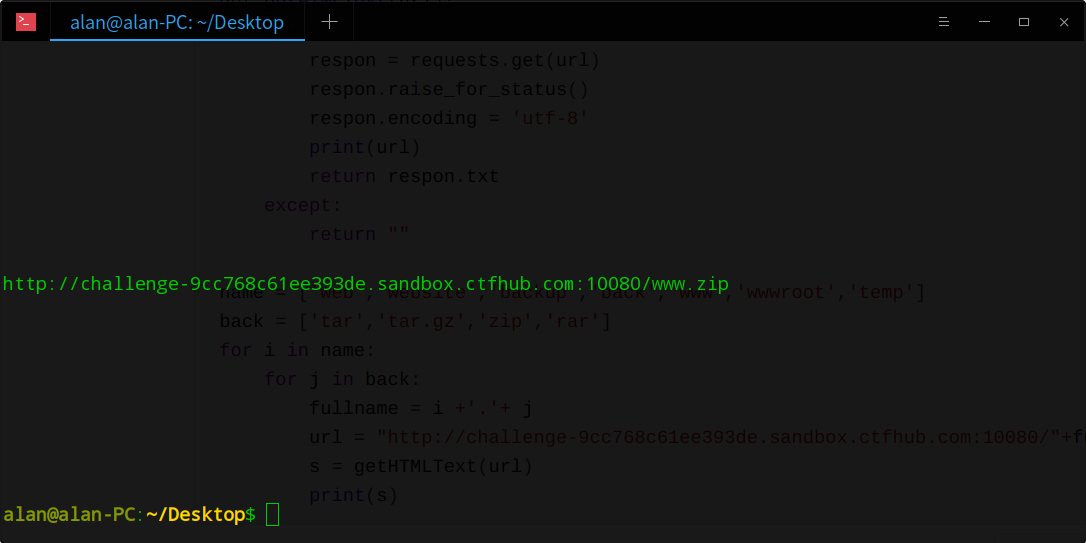 alan@alan-PC: ~/Desktop
respon = requests.get(url)
respon.raise_for_status()
respon.encoding = 'utf-8'
print(url)
return respon.txt
except:
return ""
http://challenge-9cc768c61ee393de.sandbox.ctfhub.com:10080/www.zip
name = ['web','website','backup','back','www','wwwroot','temp']
back = ['tar','tar.gz','zip','rar']
for i in name:
for j in back:
fullname = i +'.'+ j
url = "http://challenge-9cc768c61ee393de.sandbox.ctfhub.com:10080/"+f
s = getHTMLText(url)
print(s)
alan@alan-PC:~/Desktop$